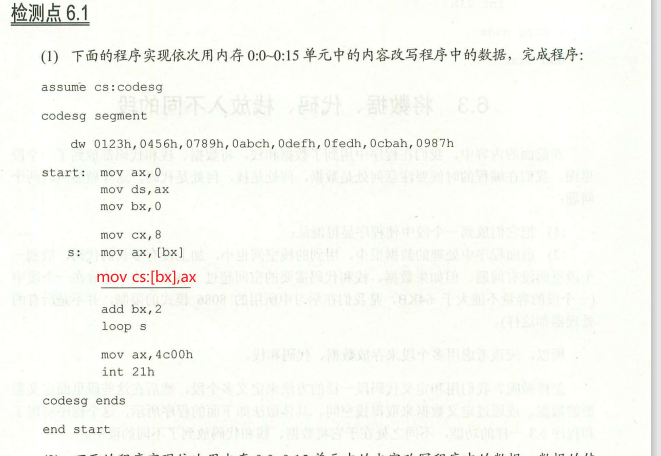 检测点 6.1
(1) 下面的程序实现依次用内存 0:0~0:15 单元中的内容改写程序中的数据，完成程序:
assume cs:codesg
codesg segment
dw 0123h,0456h,0789h,0abch,0defh,0fedh,0cbah,0987h
start: mov ax,0
mov ds,ax
mov bx,0
mov cx,8
s: mov ax,[bx]
mov cs:[bx],ax
add bx,2
loop s
mov ax,4c00h
int 21h
codesg ends
end start